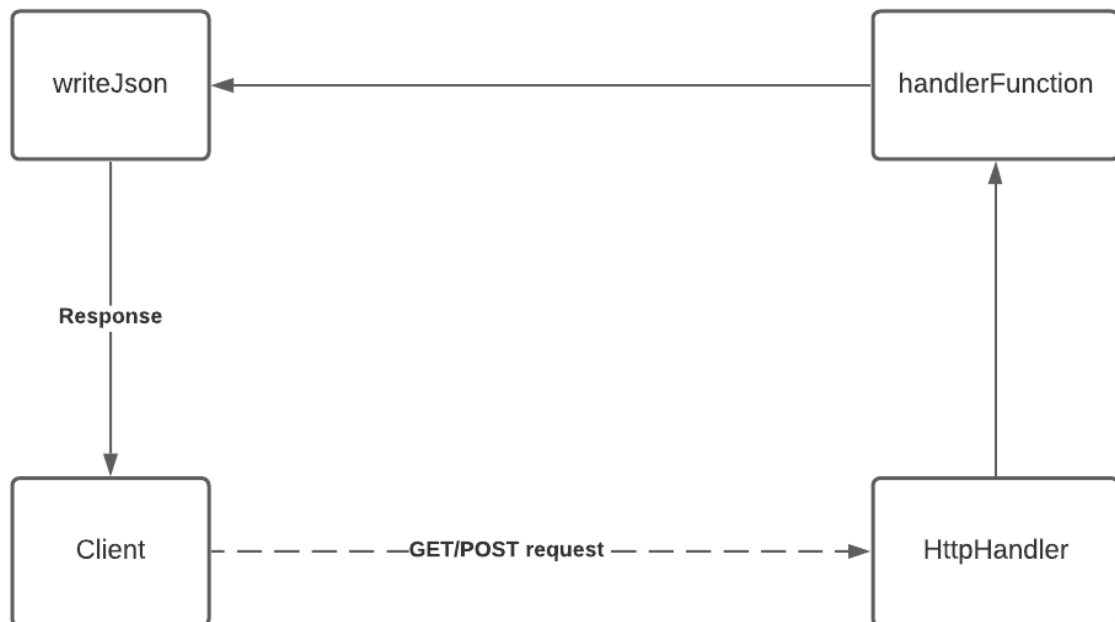 writeJson
handlerFunction
Response
Client
GET/POST request
HttpHandler